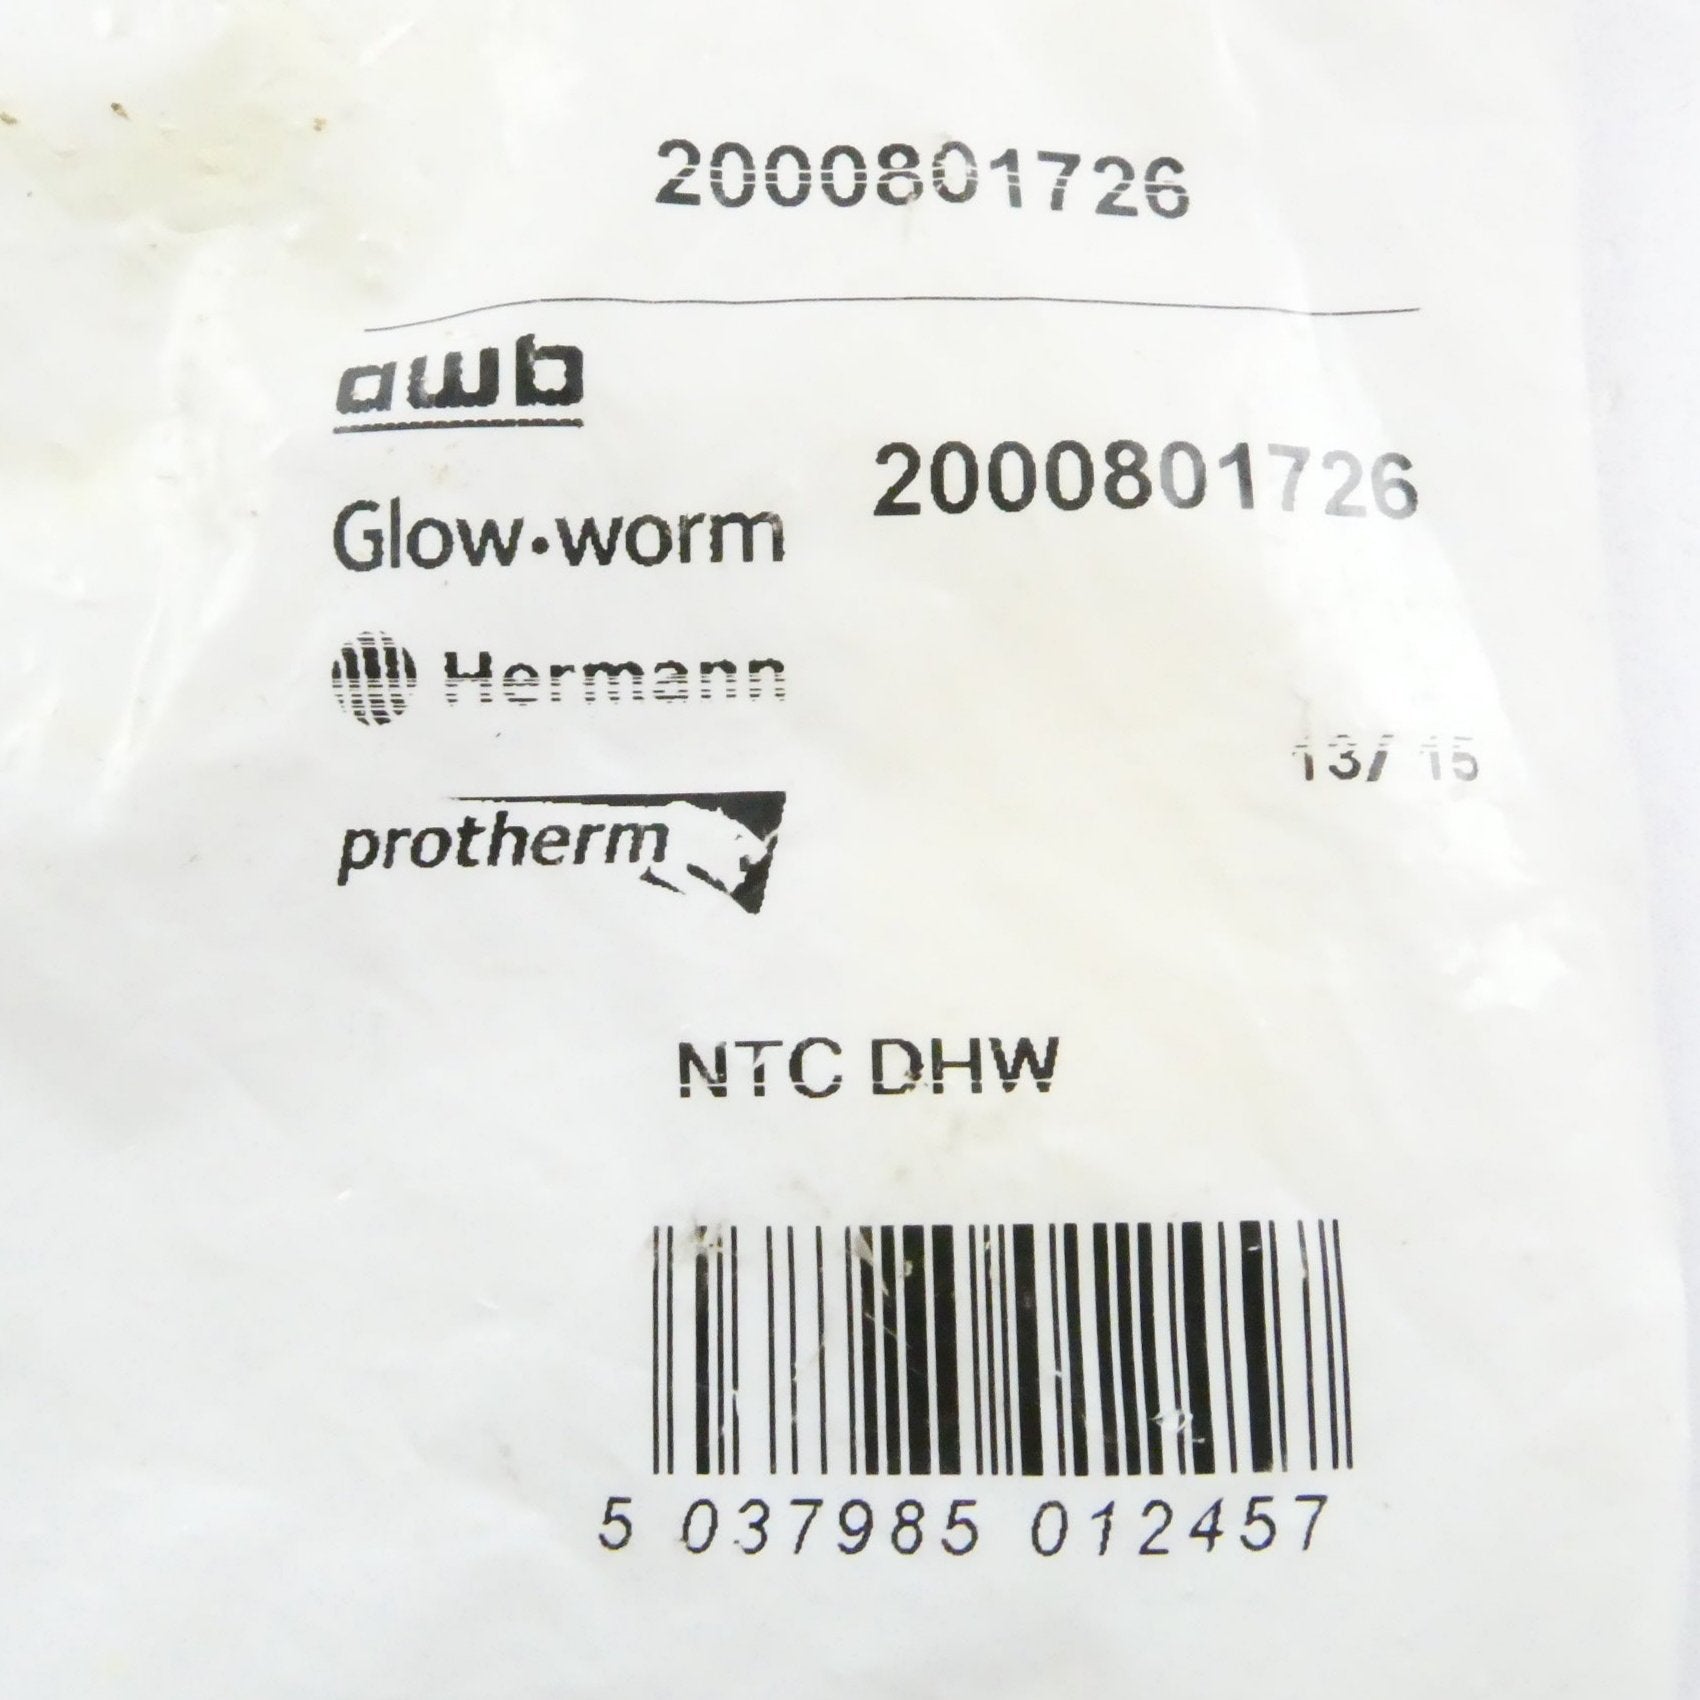 2000801726
awb
Glow·worm
2000801726
Hermann
13/ 15
protherm
NTC DHW
5 037985 012457